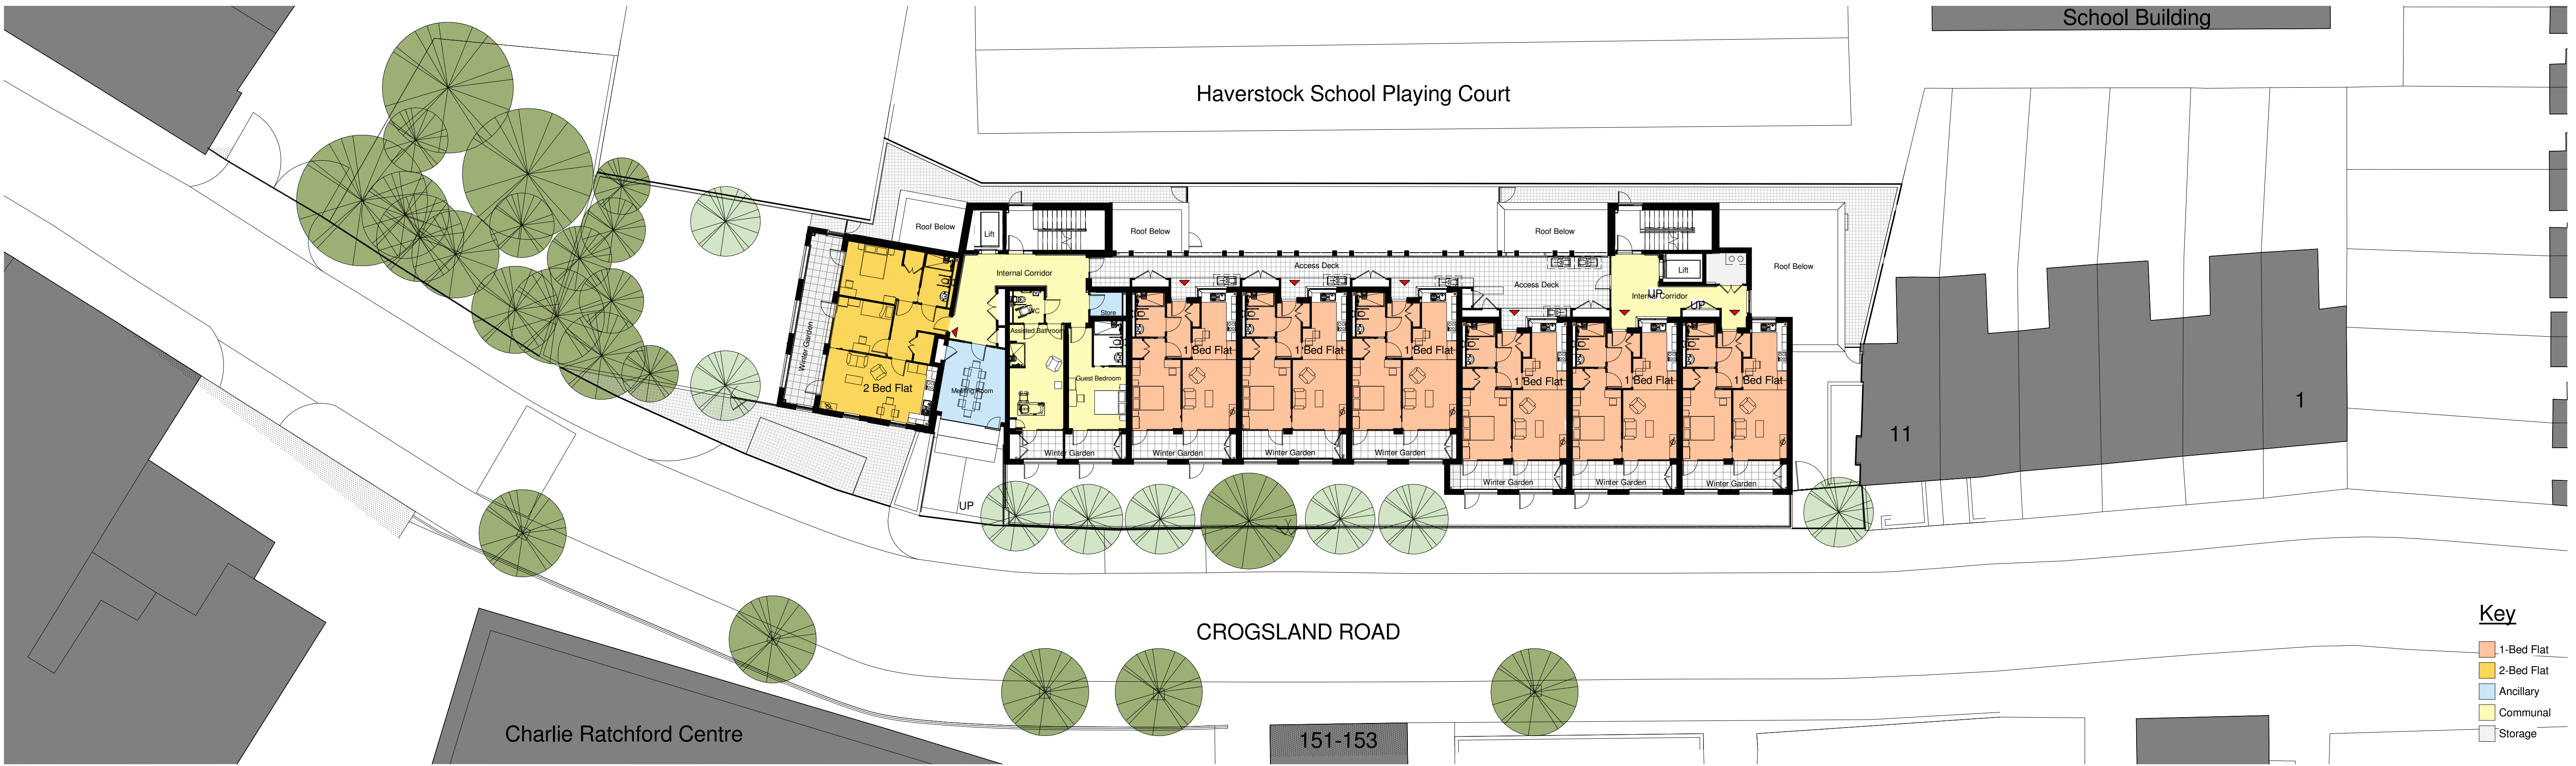 School Building
Haverstock School Playing Court
Roof Below
Lift
Roof Below
Roof Below
Internal Corridor
Access Deck
Access Deck
Lift
Roof Below
Internal Corridor
UP
UP
WC
Store
Assisted Bathroom
Winter Garden
2 Bed Flat
Meeting Room
Guest Bedroom
1 Bed Flat
1 Bed Flat
1 Bed Flat
1 Bed Flat
1 Bed Flat
1 Bed Flat
1
11
Winter Garden
Winter Garden
Winter Garden
Winter Garden
Winter Garden
Winter Garden
Winter Garden
UP
CROGSLAND ROAD
Charlie Ratchford Centre
151-153
Key
1-Bed Flat
2-Bed Flat
Ancillary
Communal
Storage